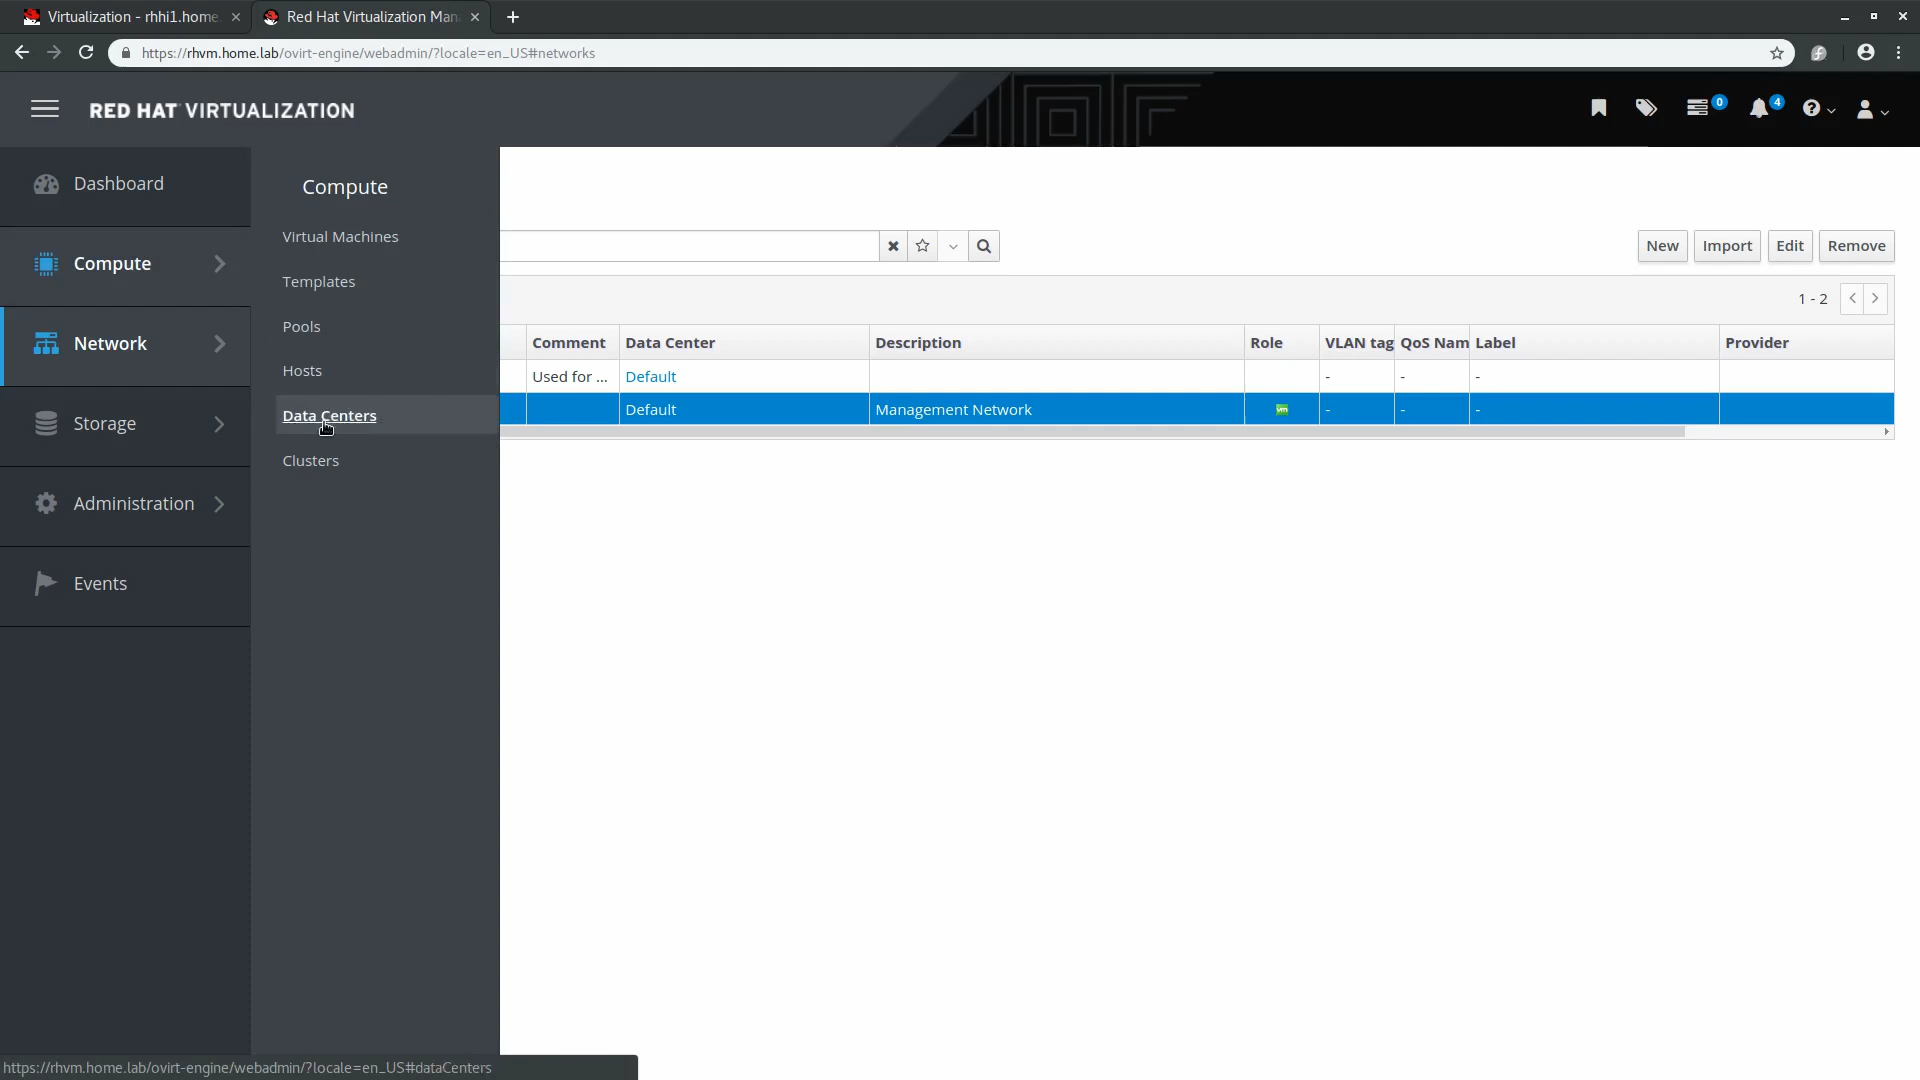 Virtualization - rhhi1.home.
Red Hat Virtualization Man
https://rhvm.home.lab/ovirt-engine/webadmin/?locale=en_US#networks
RED HAT VIRTUALIZATION
0
4
Dashboard
Compute
Network
Storage
Administration
Events
Compute
Virtual Machines
Templates
Pools
Hosts
Data Centers
Clusters
New Import Edit Remove
1 - 2
Comment Data Center Description Role VLAN tag QoS Nam Label Provider
Used for ... Default - - -
Default Management Network vm - - -
https://rhvm.home.lab/ovirt-engine/webadmin/?locale=en_US#dataCenters